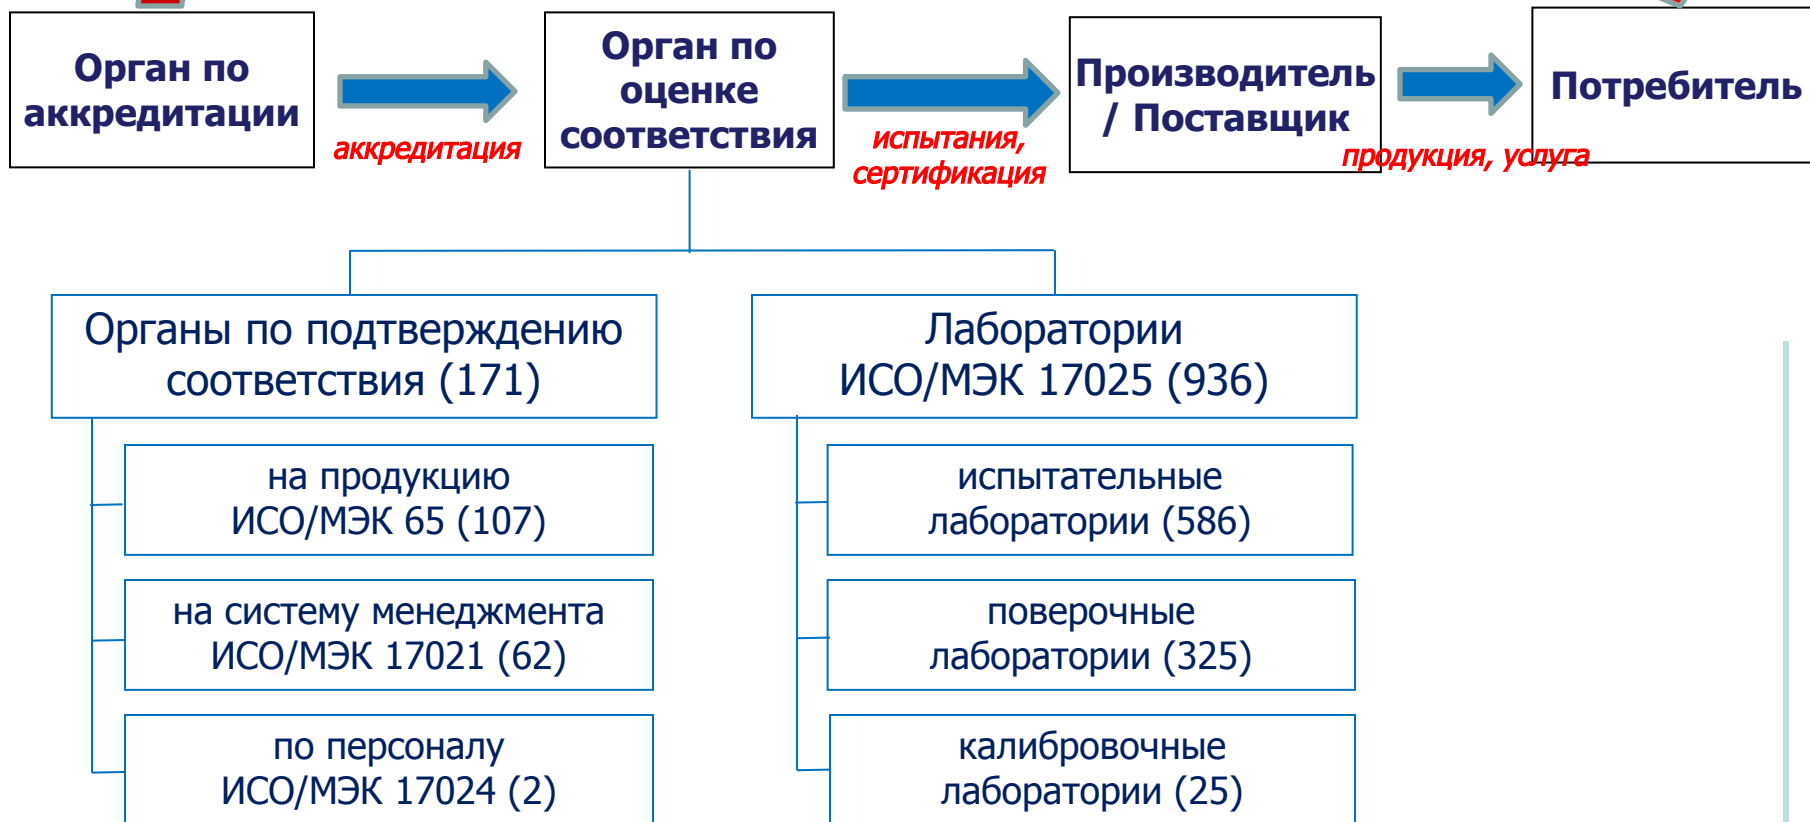 Орган по
аккредитации
аккредитация
Орган по
оценке
соответствия
испытания,
сертификация
Производитель
/ Поставщик
продукция, услуга
Потребитель
Органы по подтверждению
соответствия (171)
на продукцию
ИСО/МЭК 65 (107)
на систему менеджмента
ИСО/МЭК 17021 (62)
по персоналу
ИСО/МЭК 17024 (2)
Лаборатории
ИСО/МЭК 17025 (936)
испытательные
лаборатории (586)
поверочные
лаборатории (325)
калибровочные
лаборатории (25)